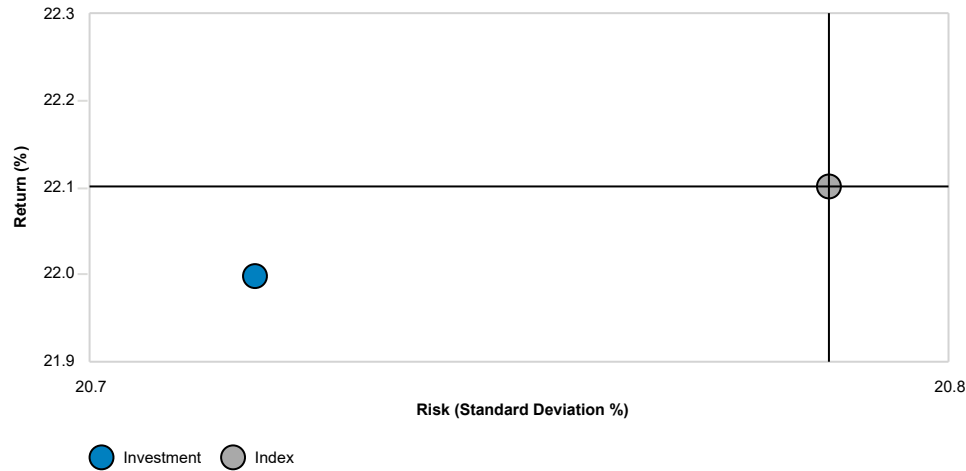 22.3
22.2
22.1
22.0
21.9
Return (%)
20.7
20.8
Risk (Standard Deviation %)
Investment
Index